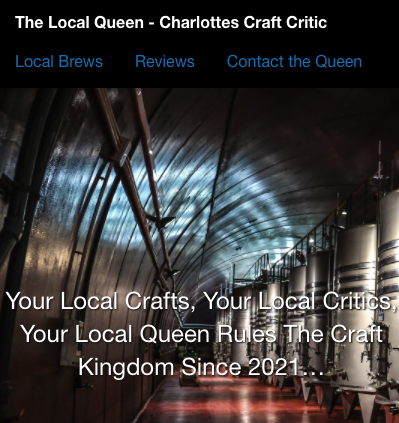 The Local Queen - Charlottes Craft Critic
Local Brews Reviews Contact the Queen
Your Local Crafts, Your Local Critics,
Your Local Queen Rules The Craft
Kingdom Since 2021…